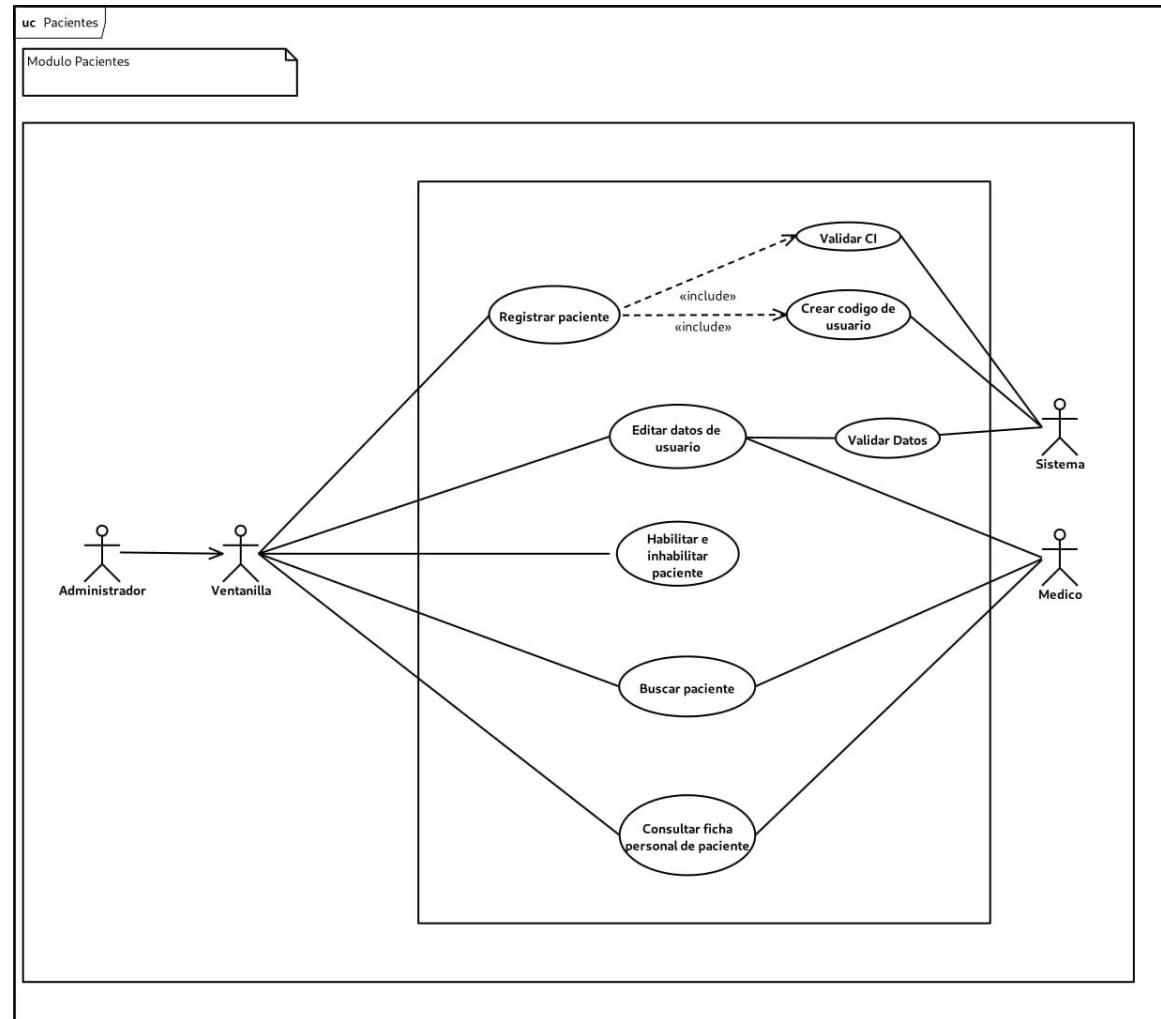 uc Pacientes
Modulo Pacientes
Validar CI
«include»
Registrar paciente
Crear codigo de
usuario
«include»
Editar datos de
usuario
Validar Datos
Sistema
Habilitar e
inhabilitar
paciente
Administrador
Ventanilla
Medico
Buscar paciente
Consultar ficha
personal de paciente